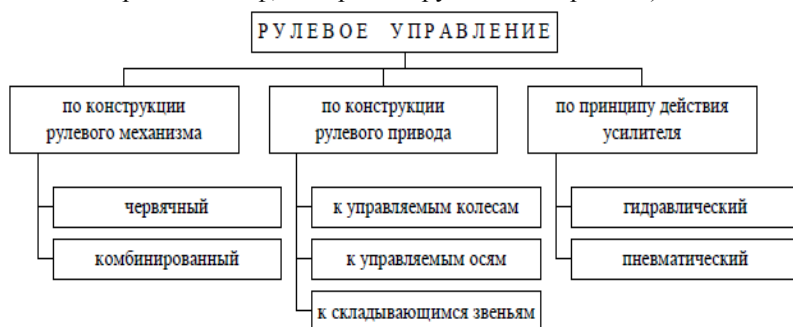 РУЛЕВОЕ УПРАВЛЕНИЕ
по конструкции
рулевого механизма
по конструкции
рулевого привода
по принципу действия
усилителя
червячный
комбинированный
к управляемым колесам
к управляемым осям
к складывающимся звеньям
гидравлический
пневматический